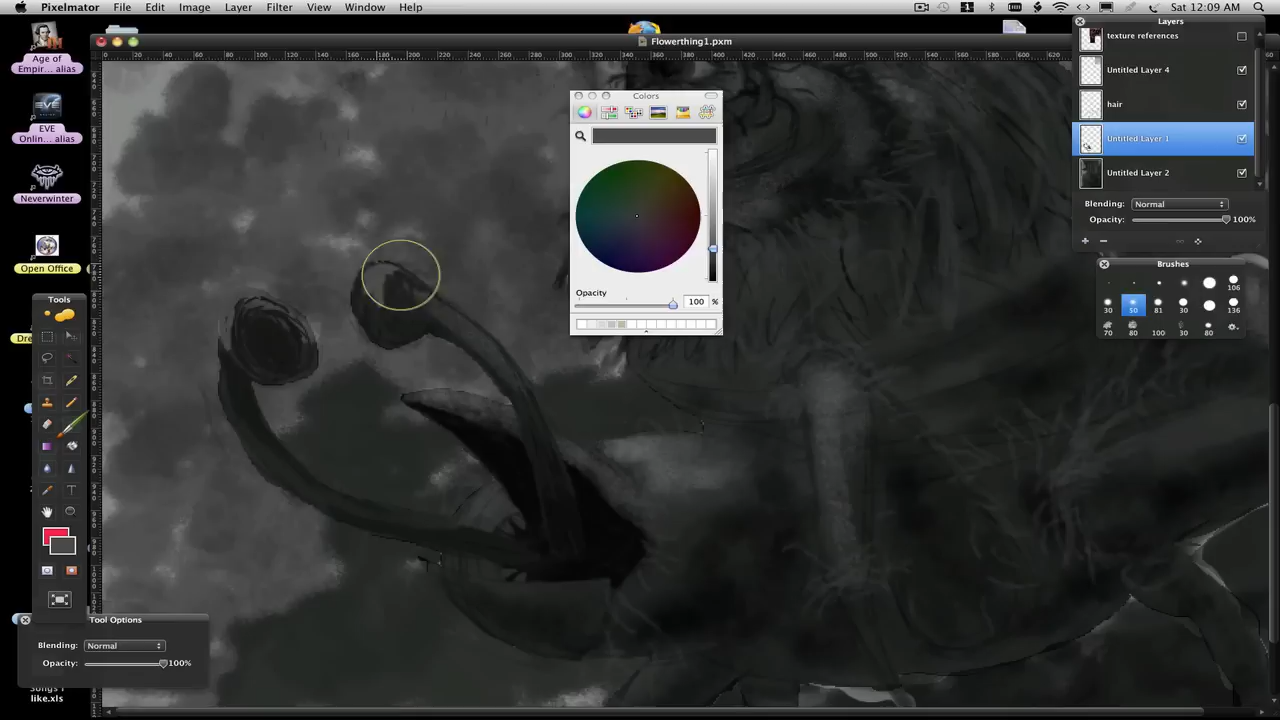 Pixelmator File Edit Image Layer Filter View Window Help
Sat 12:09 AM
Flowerthing1.pxm
Age of
Empir... alias
EVE
Onlin... alias
Neverwinter
Open Office
Songs I
like.xls
Tools
Tool Options
Blending: Normal
Opacity: 100%
Colors
Opacity
100 %
Layers
texture references
Untitled Layer 4
hair
Untitled Layer 1
Untitled Layer 2
Blending: Normal
Opacity: 100%
Brushes
106
30 50 81 30 136
70 80 100 30 80